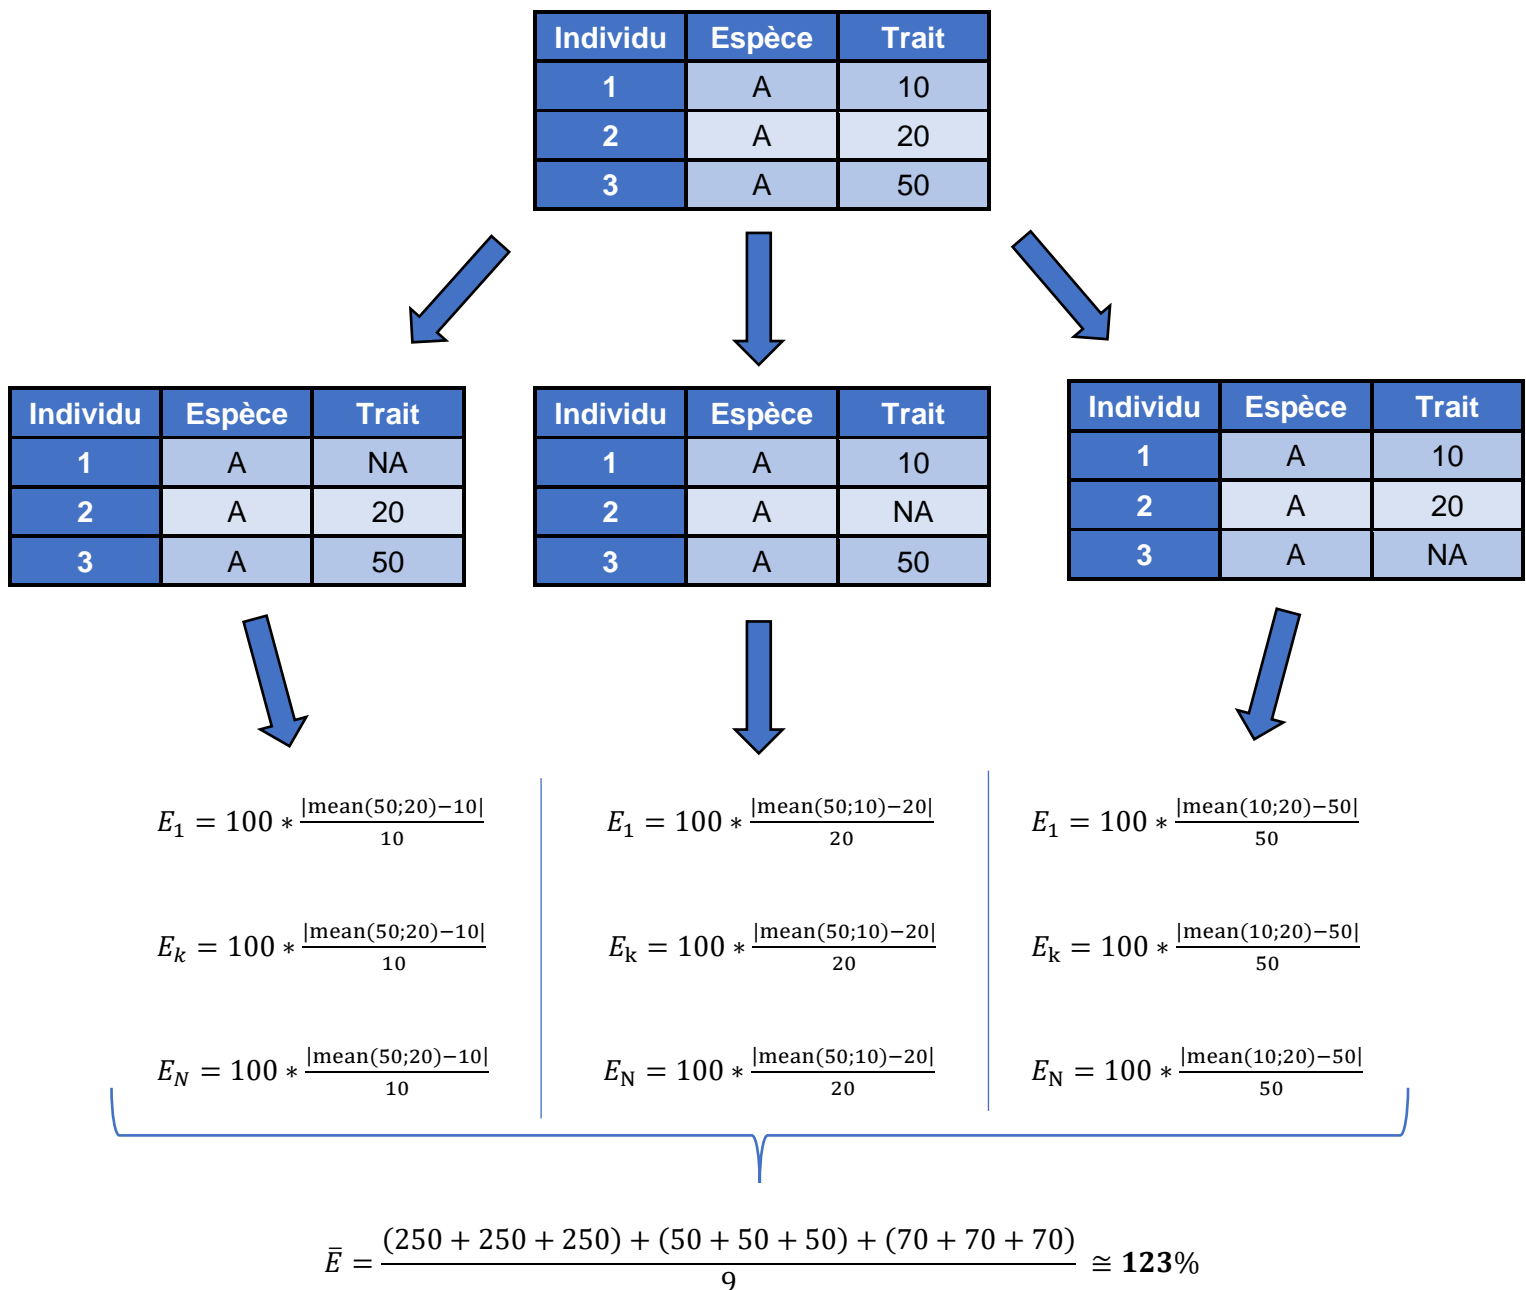 Individu Espèce Trait
1 A 10
2 A 20
3 A 50
Individu Espèce Trait
1 A NA
2 A 20
3 A 50
Individu Espèce Trait
1 A 10
2 A NA
3 A 50
Individu Espèce Trait
1 A 10
2 A 20
3 A NA
E₁ = 100 * |mean(50;20)−10| / 10
E₁ = 100 * |mean(50;10)−20| / 20
E₁ = 100 * |mean(10;20)−50| / 50
Eₖ = 100 * |mean(50;20)−10| / 10
Eₖ = 100 * |mean(50;10)−20| / 20
Eₖ = 100 * |mean(10;20)−50| / 50
E_N = 100 * |mean(50;20)−10| / 10
E_N = 100 * |mean(50;10)−20| / 20
E_N = 100 * |mean(10;20)−50| / 50
Ē = (250 + 250 + 250) + (50 + 50 + 50) + (70 + 70 + 70) / 9 ≅ 123%